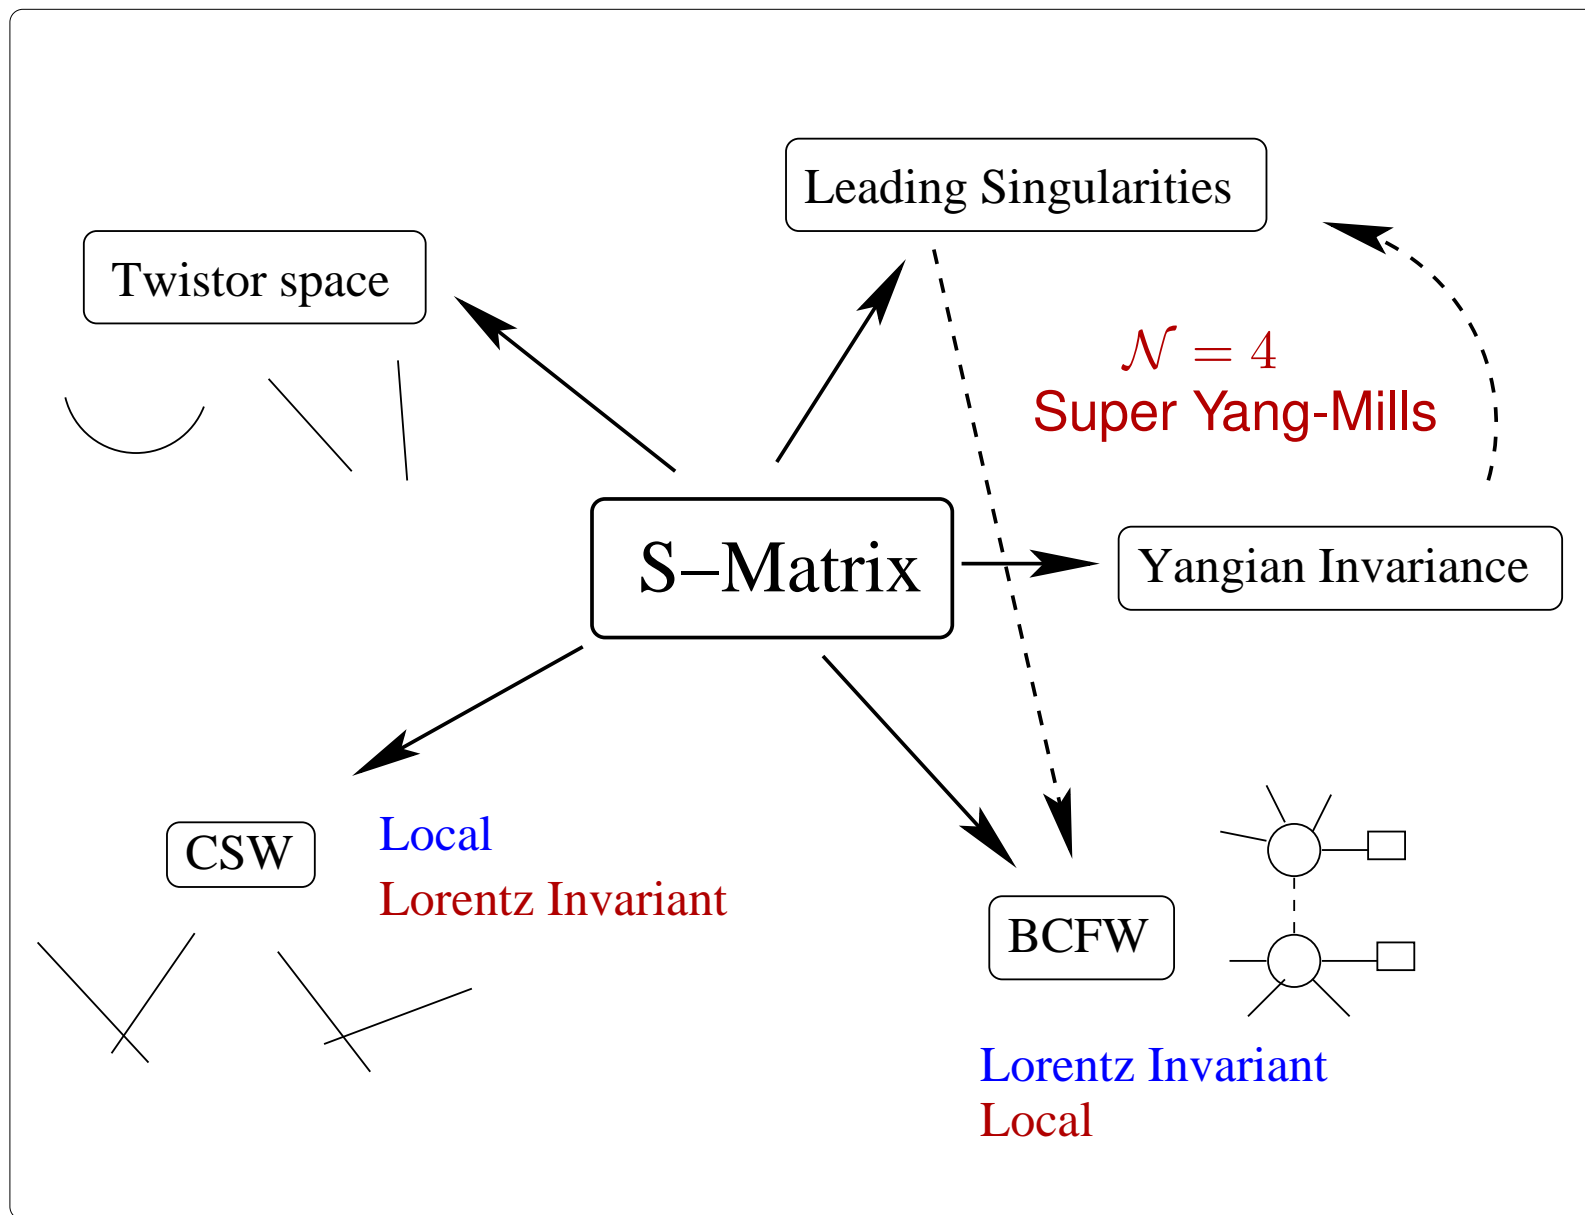 Leading Singularities
Twistor space
𝒩 = 4
Super Yang-Mills
S−Matrix
Yangian Invariance
CSW
Local
Lorentz Invariant
BCFW
Lorentz Invariant
Local